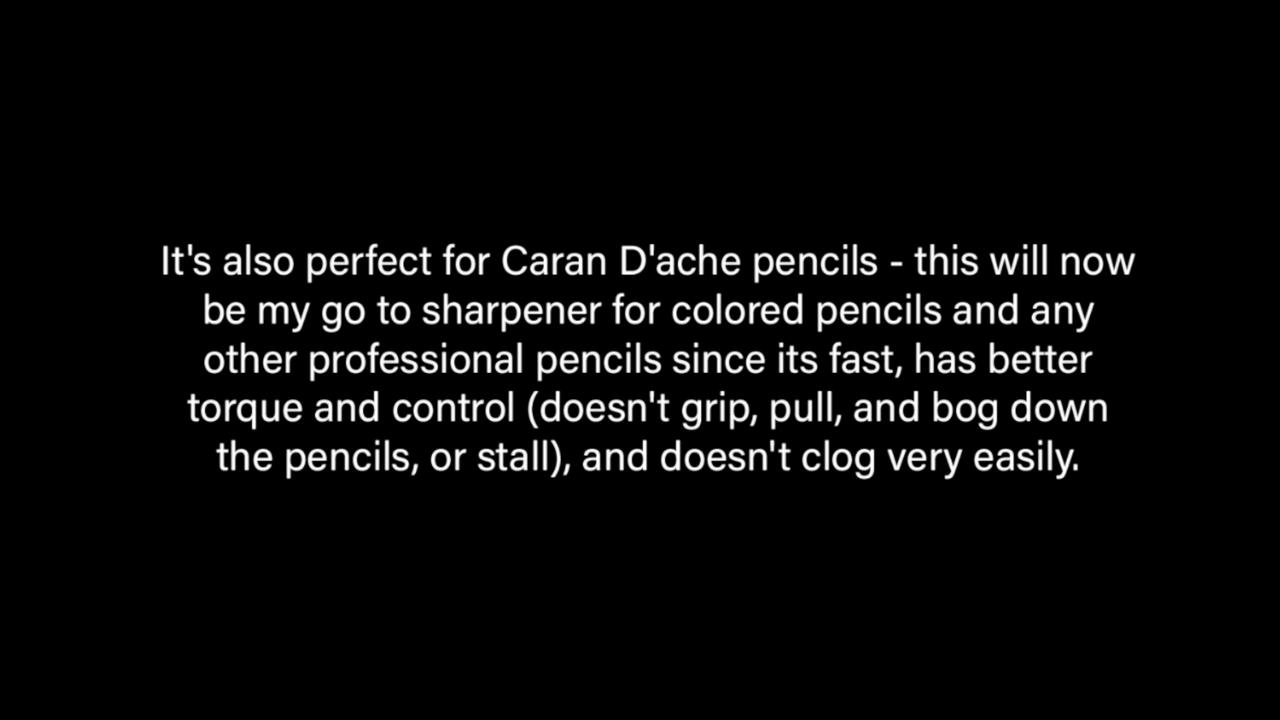 It's also perfect for Caran D'ache pencils - this will now
be my go to sharpener for colored pencils and any
other professional pencils since its fast, has better
torque and control (doesn't grip, pull, and bog down
the pencils, or stall), and doesn't clog very easily.